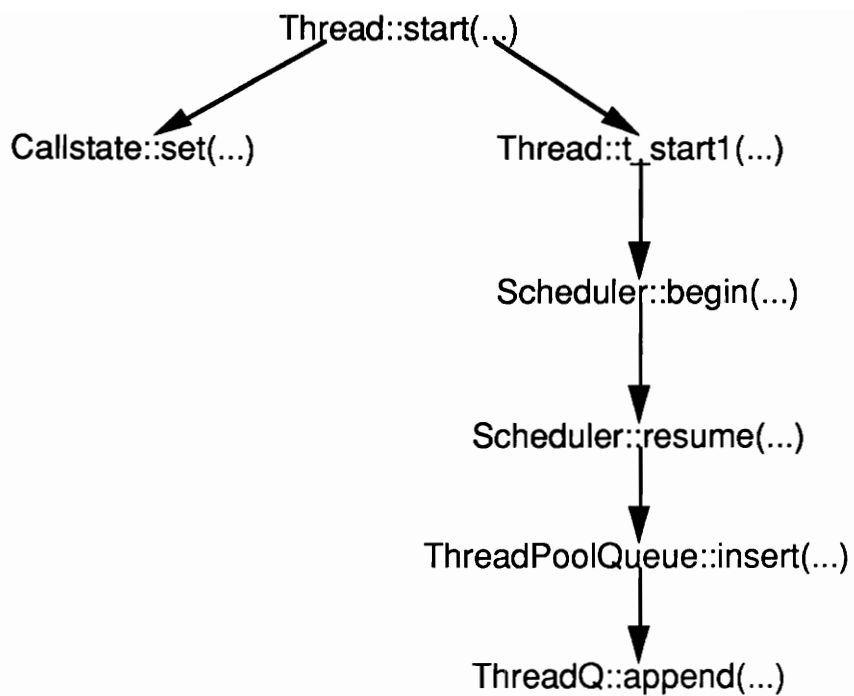 Thread::start(...)
Callstate::set(...)
Thread::t_start1(...)
Scheduler::begin(...)
Scheduler::resume(...)
ThreadPoolQueue::insert(...)
ThreadQ::append(...)